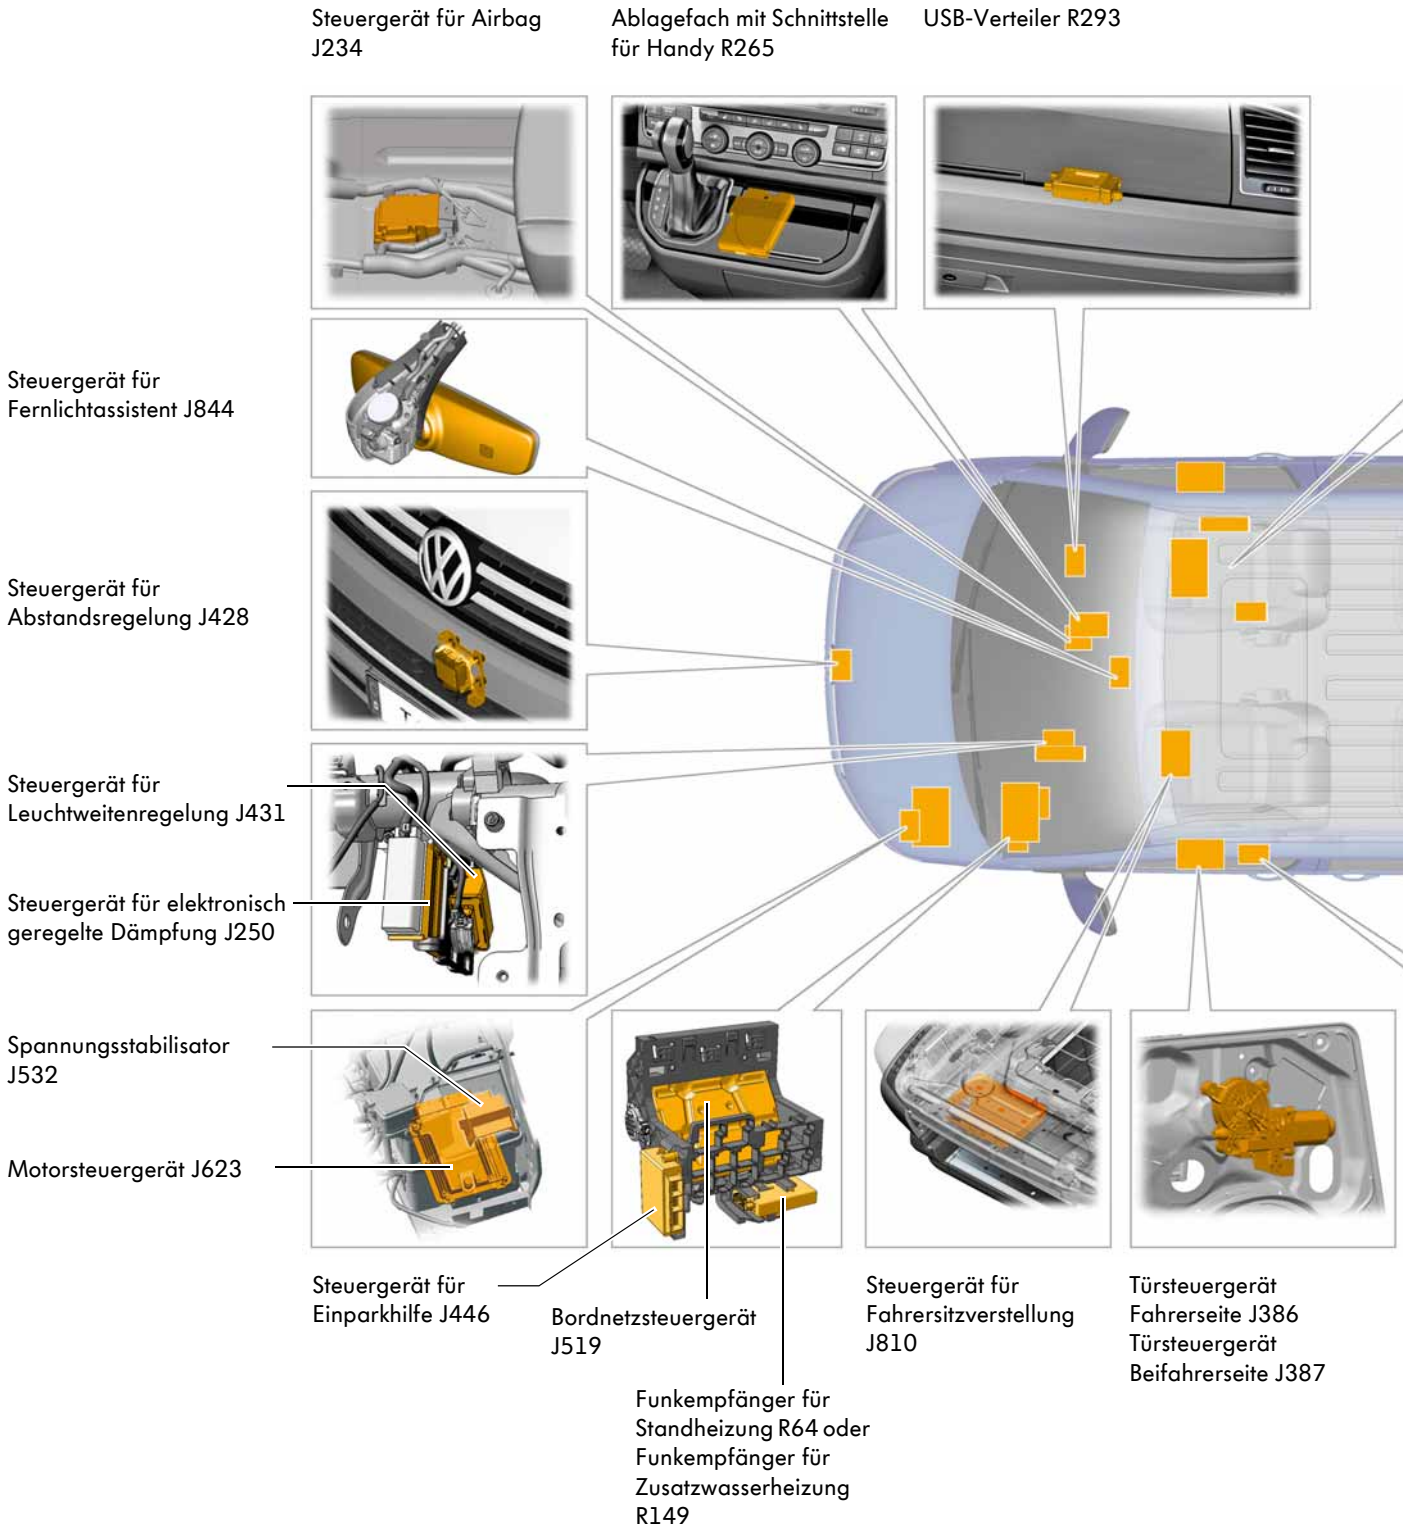 Steuergerät für Airbag
J234
Ablagefach mit Schnittstelle
für Handy R265
USB-Verteiler R293
Steuergerät für
Fernlichtassistent J844
Steuergerät für
Abstandsregelung J428
Steuergerät für
Leuchtweitenregelung J431
Steuergerät für elektronisch
geregelte Dämpfung J250
Spannungsstabilisator
J532
Motorsteuergerät J623
Steuergerät für
Einparkhilfe J446
Bordnetzsteuergerät
J519
Funkempfänger für
Standheizung R64 oder
Funkempfänger für
Zusatzwasserheizung
R149
Steuergerät für
Fahrersitzverstellung
J810
Türsteuergerät
Fahrerseite J386
Türsteuergerät
Beifahrerseite J387